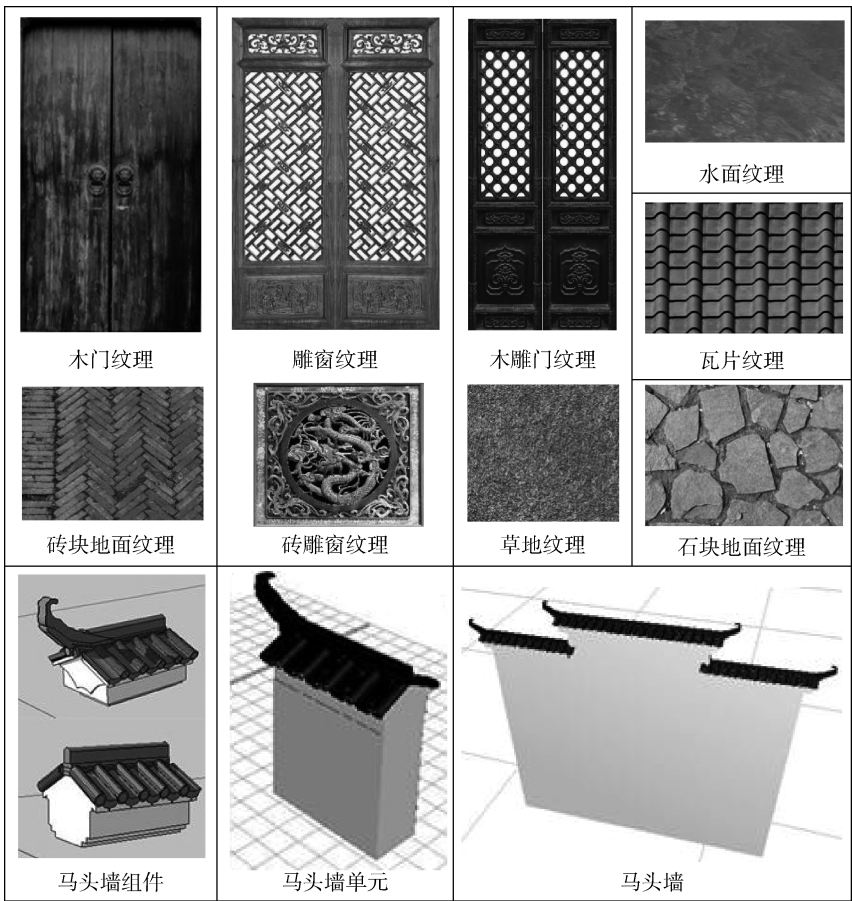 水面纹理
木门纹理
雕窗纹理
木雕门纹理
瓦片纹理
砖块地面纹理
砖雕窗纹理
草地纹理
石块地面纹理
马头墙组件
马头墙单元
马头墙